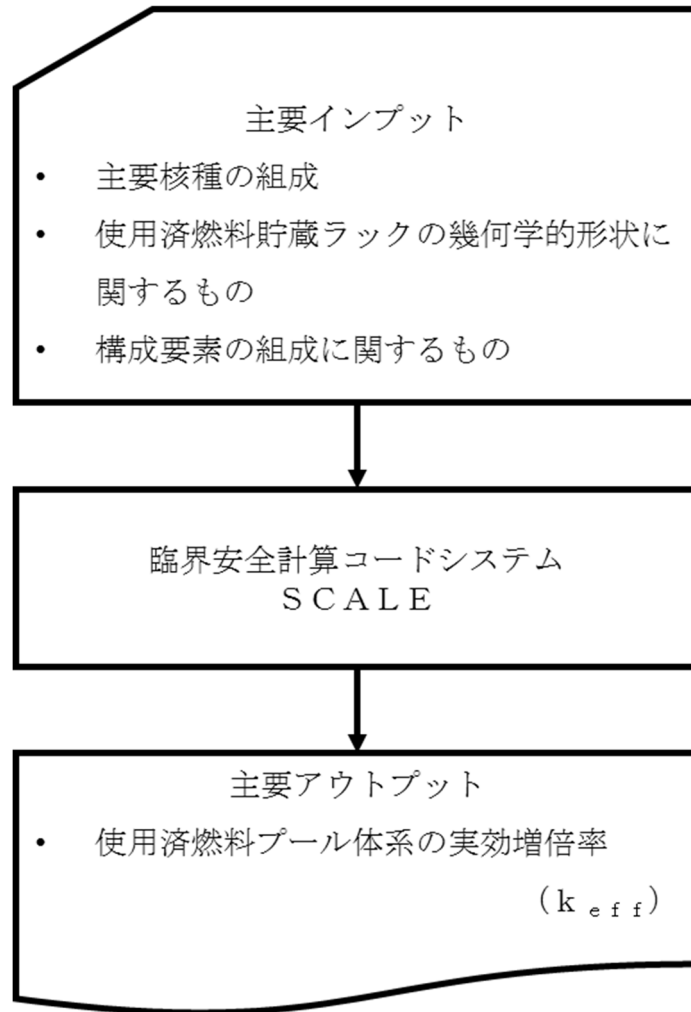 主要インプット
• 主要核種の組成
• 使用済燃料貯蔵ラックの幾何学的形状に
関するもの
• 構成要素の組成に関するもの
臨界安全計算コードシステム
ＳＣＡＬＥ
主要アウトプット
• 使用済燃料プール体系の実効増倍率
（ｋｅｆｆ）